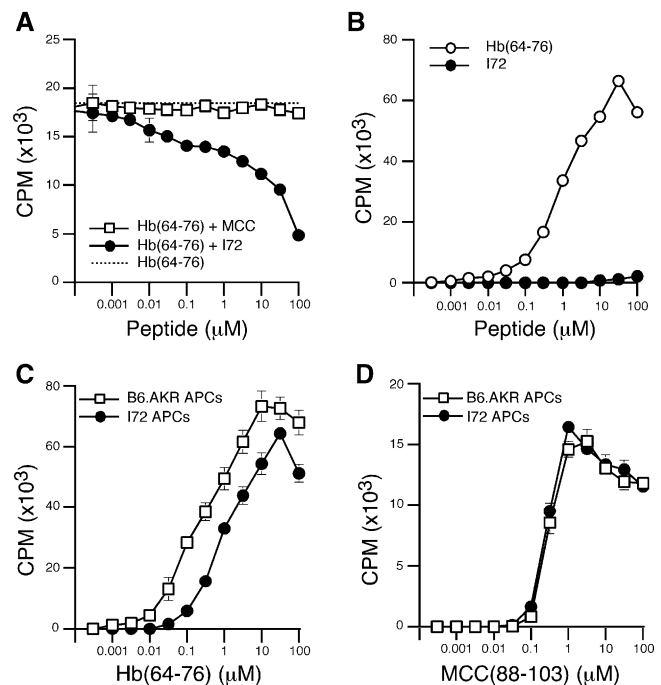 A
CPM (x10³)
25
20
15
10
5
0
Hb(64-76) + MCC
Hb(64-76) + I72
Hb(64-76)
0.001 0.01 0.1 1 10 100
Peptide (μM)
B
CPM (x10³)
80
60
40
20
0
Hb(64-76)
I72
0.001 0.01 0.1 1 10 100
Peptide (μM)
C
CPM (x10³)
80
60
40
20
0
B6.AKR APCs
I72 APCs
0.001 0.01 0.1 1 10 100
Hb(64-76) (μM)
D
CPM (x10³)
20
15
10
5
0
B6.AKR APCs
I72 APCs
0.001 0.01 0.1 1 10 100
MCC(88-103) (μM)